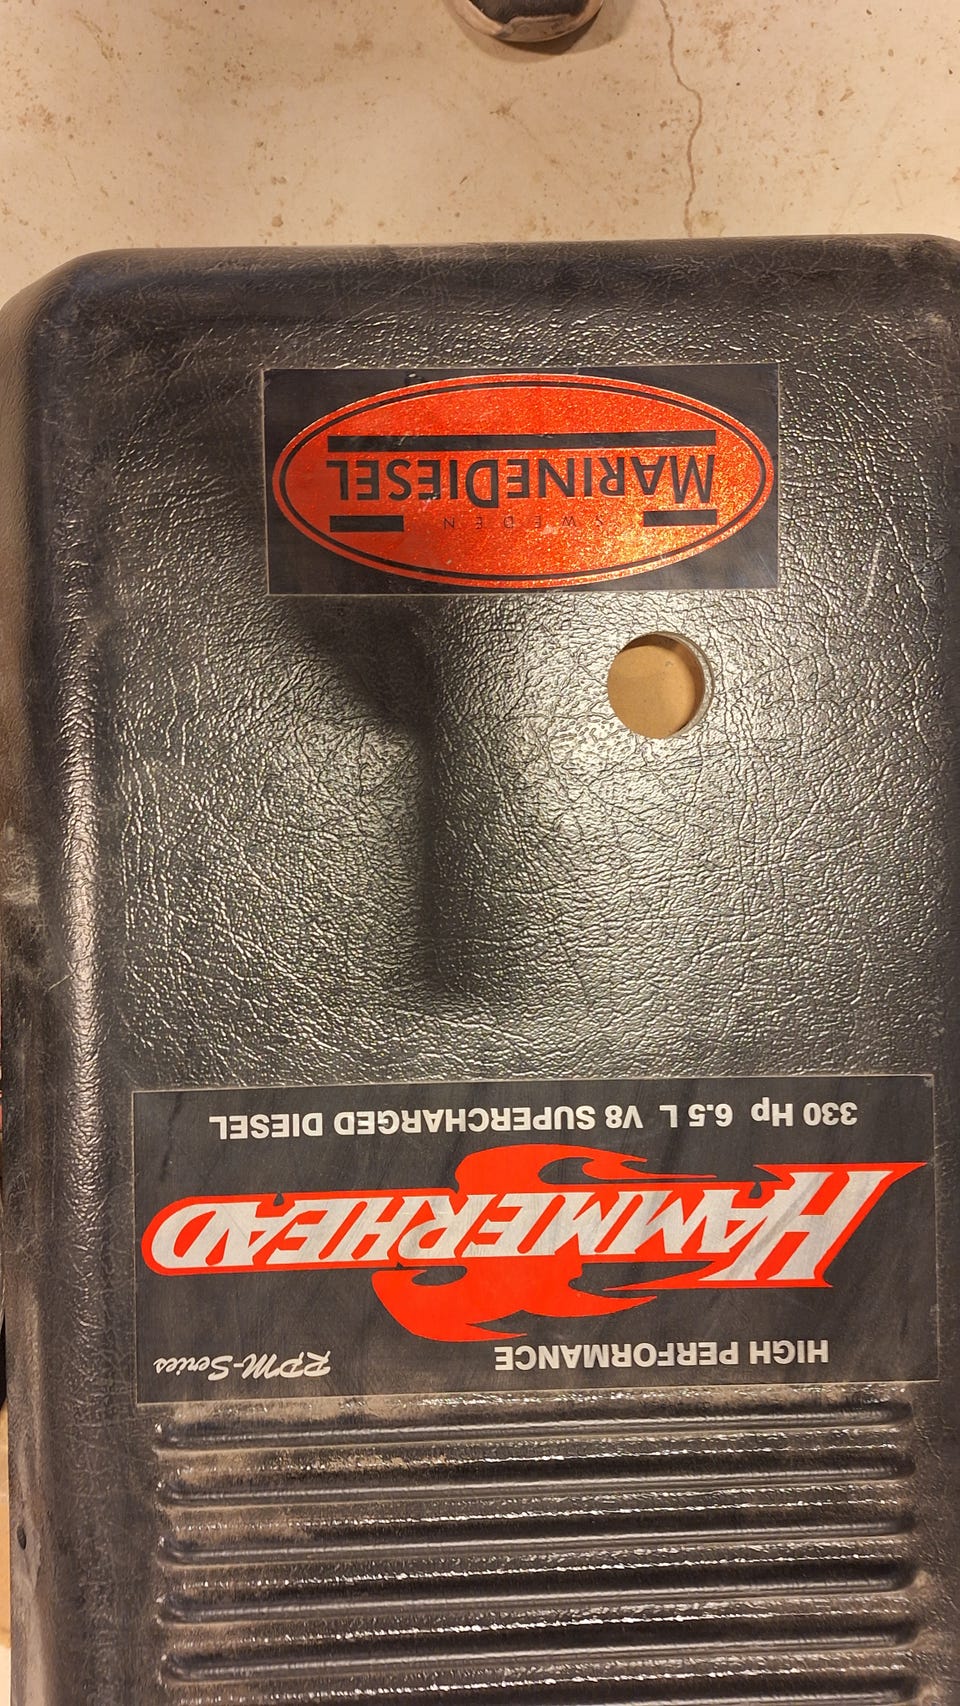 HIGH PERFORMANCE RPM-Series
HAMMERHEAD
330 Hp 6.5 L V8 SUPERCHARGED DIESEL
SWEDEN
MARINEDIESEL